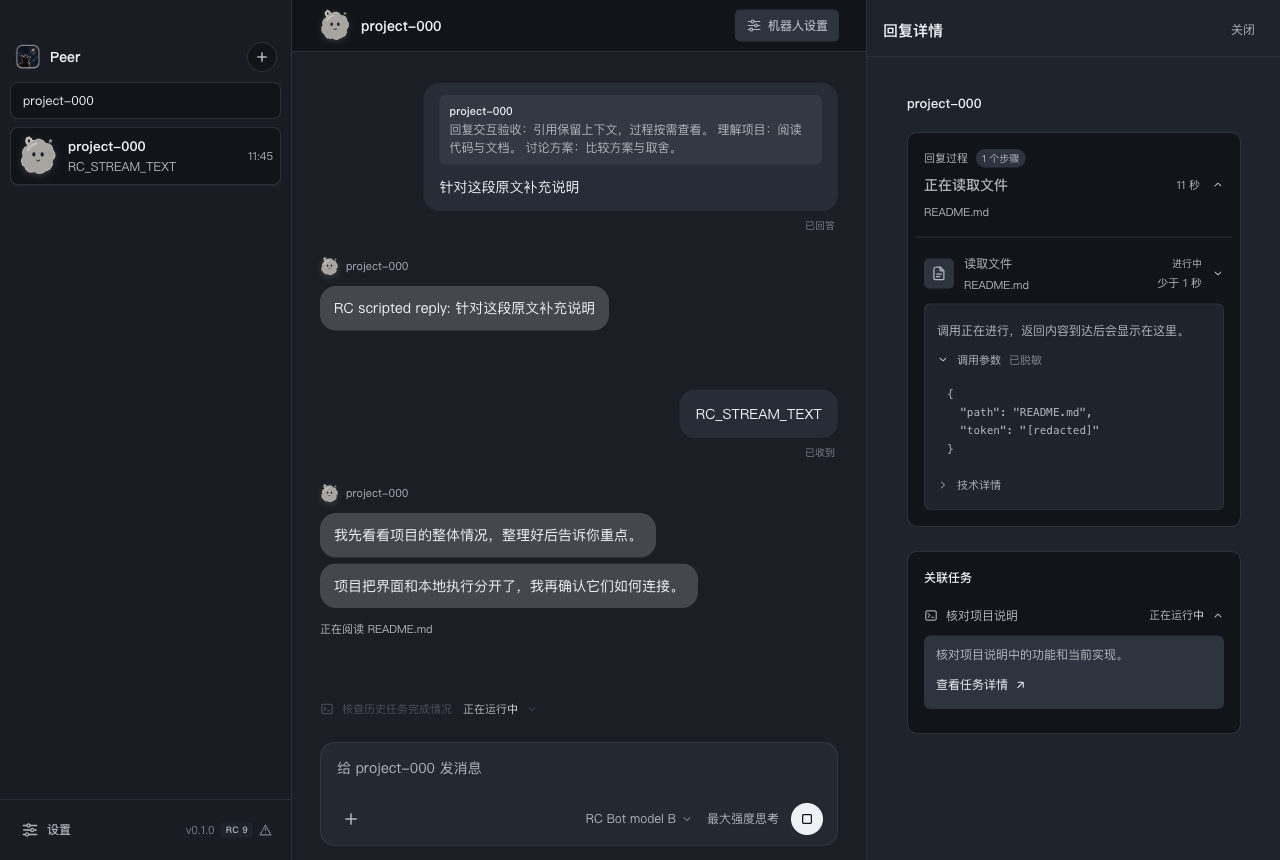 Peer
project-000
project-000
11:45
RC_STREAM_TEXT
设置
v0.1.0
RC 9
project-000
机器人设置
project-000
回复交互验收：引用保留上下文，过程按需查看。 理解项目：阅读
代码与文档。 讨论方案：比较方案与取舍。
针对这段原文补充说明
已回答
project-000
RC scripted reply: 针对这段原文补充说明
RC_STREAM_TEXT
已收到
project-000
我先看看项目的整体情况，整理好后告诉你重点。
项目把界面和本地执行分开了，我再确认它们如何连接。
正在阅读 README.md
核查历史任务完成情况 正在运行中
给 project-000 发消息
RC Bot model B
最大强度思考
回复详情
关闭
project-000
回复过程 1 个步骤
正在读取文件
11 秒
README.md
读取文件
进行中
README.md
少于 1 秒
调用正在进行，返回内容到达后会显示在这里。
调用参数 已脱敏
{
"path": "README.md",
"token": "[redacted]"
}
技术详情
关联任务
核对项目说明
正在运行中
核对项目说明中的功能和当前实现。
查看任务详情